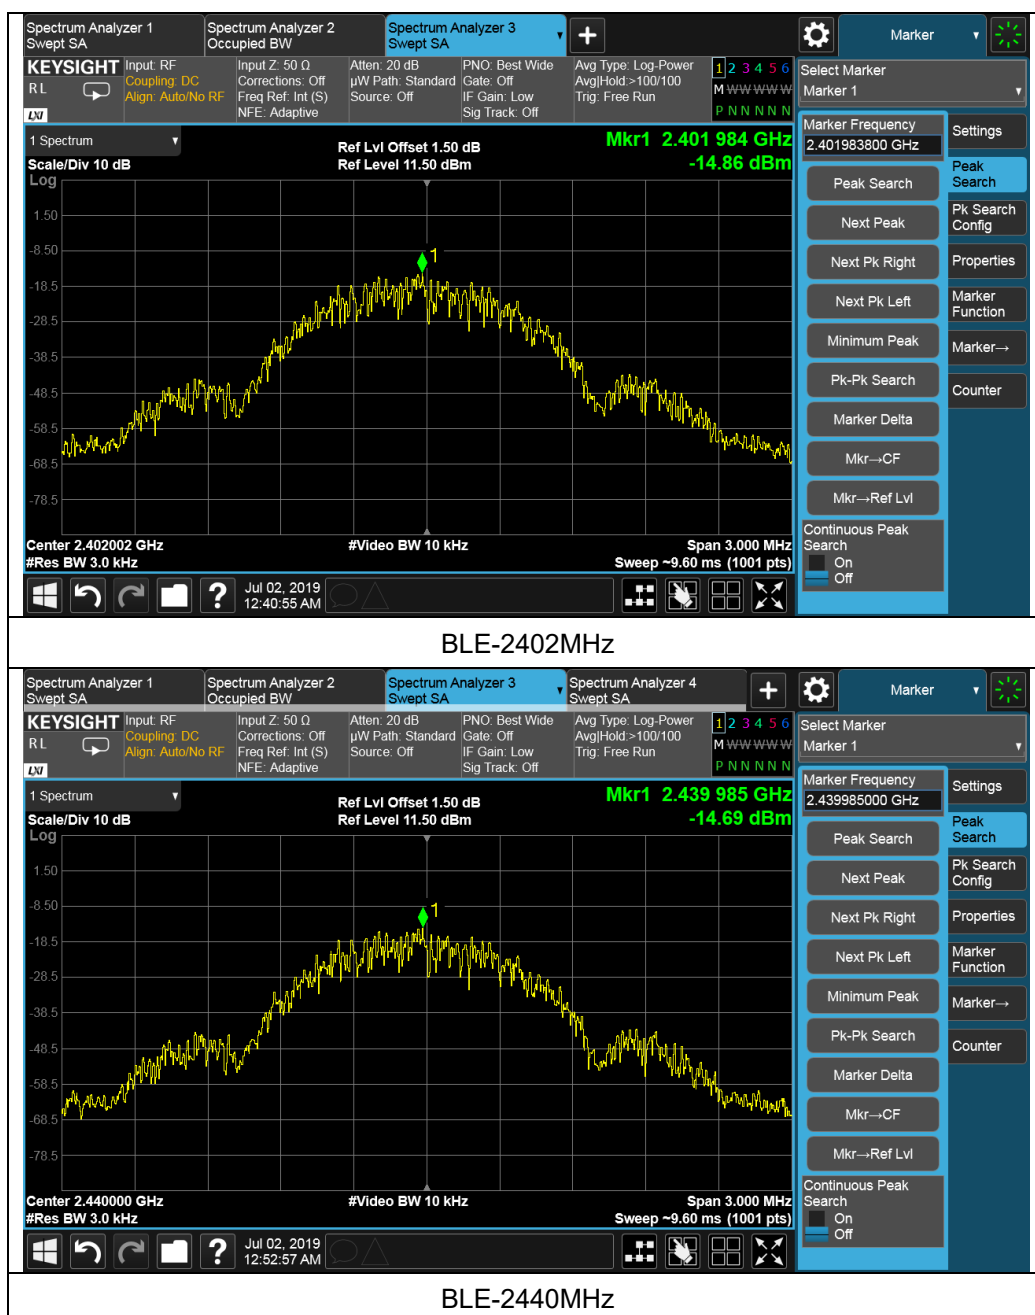 Spectrum Analyzer 1
Swept SA
Spectrum Analyzer 2
Occupied BW
Spectrum Analyzer 3
Swept SA
Marker
KEYSIGHT
RL
LXI
Input: RF
Coupling: DC
Align: Auto/No RF
Input Z: 50 Ω
Corrections: Off
Freq Ref: Int (S)
NFE: Adaptive
Atten: 20 dB
µW Path: Standard
Source: Off
PNO: Best Wide
Gate: Off
IF Gain: Low
Sig Track: Off
Avg Type: Log-Power
Avg|Hold:>100/100
Trig: Free Run
1 2 3 4 5 6
M W W W W W
P N N N N N
Select Marker
Marker 1
1 Spectrum
Scale/Div 10 dB
Log
Ref Lvl Offset 1.50 dB
Ref Level 11.50 dBm
Mkr1 2.401 984 GHz
-14.86 dBm
1
1.50
-8.50
-18.5
-28.5
-38.5
-48.5
-58.5
-68.5
-78.5
Center 2.402002 GHz
#Res BW 3.0 kHz
#Video BW 10 kHz
Span 3.000 MHz
Sweep ~9.60 ms (1001 pts)
Marker Frequency
2.401983800 GHz
Peak Search
Next Peak
Next Pk Right
Next Pk Left
Minimum Peak
Pk-Pk Search
Marker Delta
Mkr→CF
Mkr→Ref Lvl
Continuous Peak
Search
On
Off
Settings
Peak
Search
Pk Search
Config
Properties
Marker
Function
Marker→
Counter
?
Jul 02, 2019
12:40:55 AM
BLE-2402MHz
Spectrum Analyzer 1
Swept SA
Spectrum Analyzer 2
Occupied BW
Spectrum Analyzer 3
Swept SA
Spectrum Analyzer 4
Swept SA
Marker
KEYSIGHT
RL
LXI
Input: RF
Coupling: DC
Align: Auto/No RF
Input Z: 50 Ω
Corrections: Off
Freq Ref: Int (S)
NFE: Adaptive
Atten: 20 dB
µW Path: Standard
Source: Off
PNO: Best Wide
Gate: Off
IF Gain: Low
Sig Track: Off
Avg Type: Log-Power
Avg|Hold:>100/100
Trig: Free Run
1 2 3 4 5 6
M W W W W W
P N N N N N
Select Marker
Marker 1
1 Spectrum
Scale/Div 10 dB
Log
Ref Lvl Offset 1.50 dB
Ref Level 11.50 dBm
Mkr1 2.439 985 GHz
-14.69 dBm
1
1.50
-8.50
-18.5
-28.5
-38.5
-48.5
-58.5
-68.5
-78.5
Center 2.440000 GHz
#Res BW 3.0 kHz
#Video BW 10 kHz
Span 3.000 MHz
Sweep ~9.60 ms (1001 pts)
Marker Frequency
2.439985000 GHz
Peak Search
Next Peak
Next Pk Right
Next Pk Left
Minimum Peak
Pk-Pk Search
Marker Delta
Mkr→CF
Mkr→Ref Lvl
Continuous Peak
Search
On
Off
Settings
Peak
Search
Pk Search
Config
Properties
Marker
Function
Marker→
Counter
?
Jul 02, 2019
12:52:57 AM
BLE-2440MHz